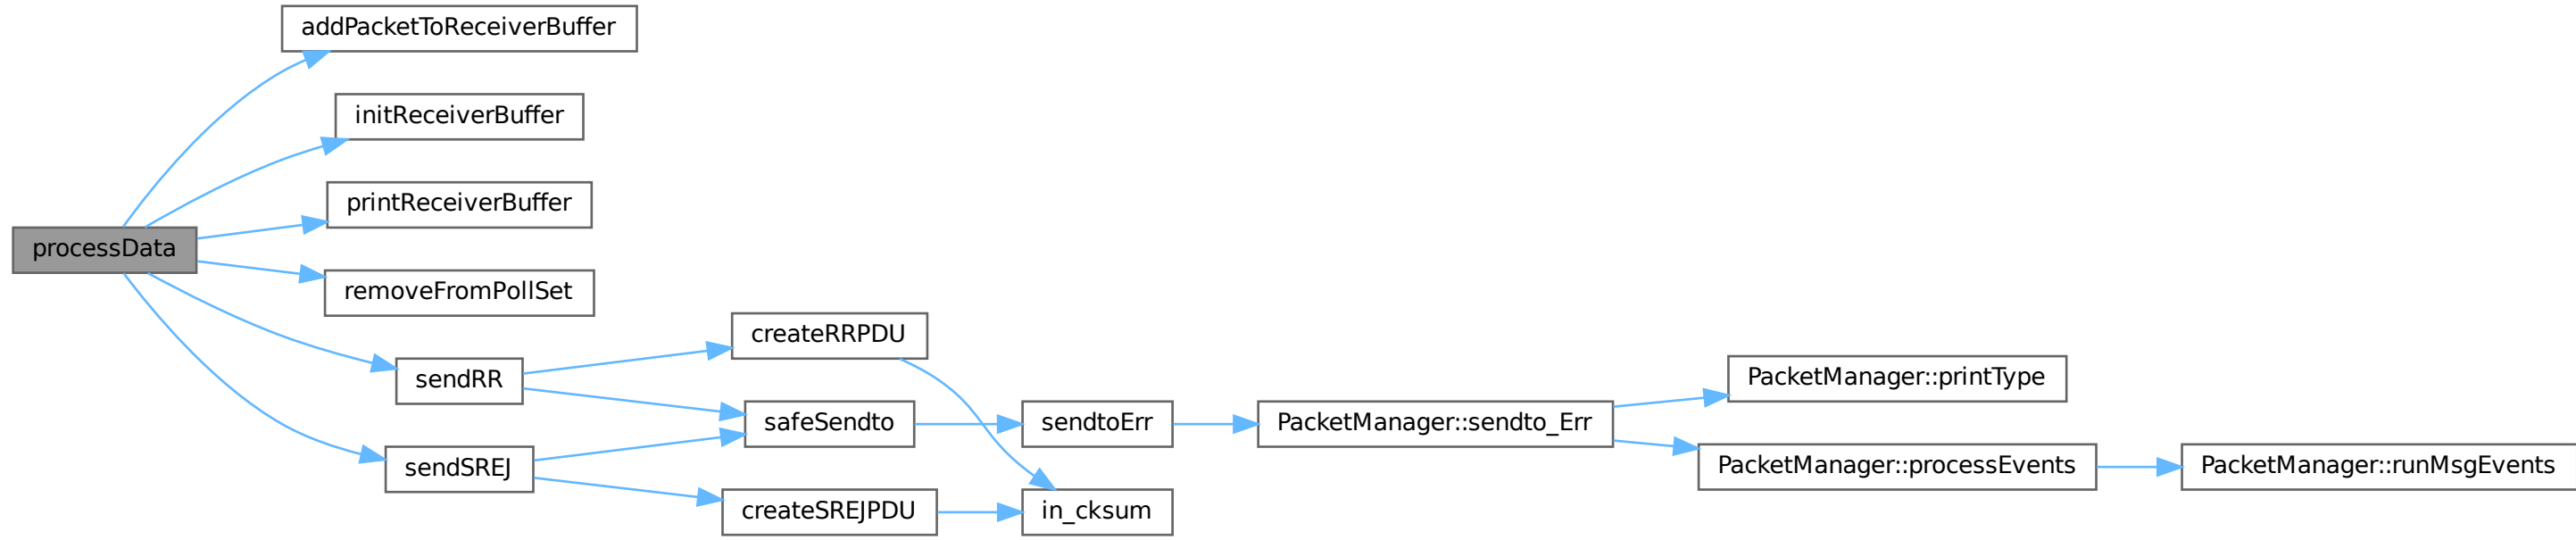 addPacketToReceiverBuffer
initReceiverBuffer
printReceiverBuffer
processData
removeFromPollSet
createRRPDU
sendRR
PacketManager::printType
safeSendto
sendtoErr
PacketManager::sendto_Err
sendSREJ
PacketManager::processEvents
PacketManager::runMsgEvents
createSREJPDU
in_cksum